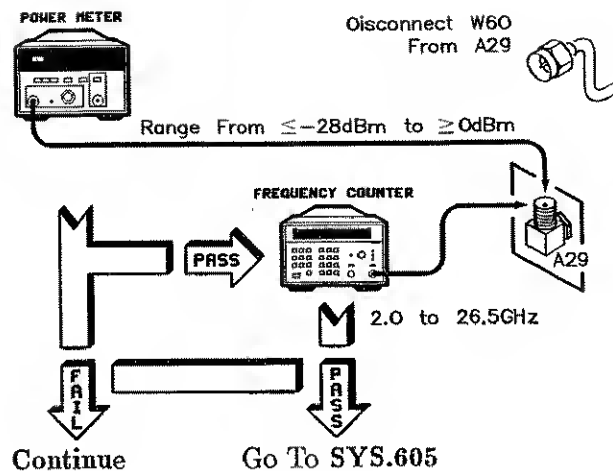 POWER METER
Disconnect W60
From A29
Range From ≤-28dBm to ≥0dBm
FREQUENCY COUNTER
PASS
A29
2.0 to 26.5GHz
FAIL
PASS
Continue
Go To SYS.605